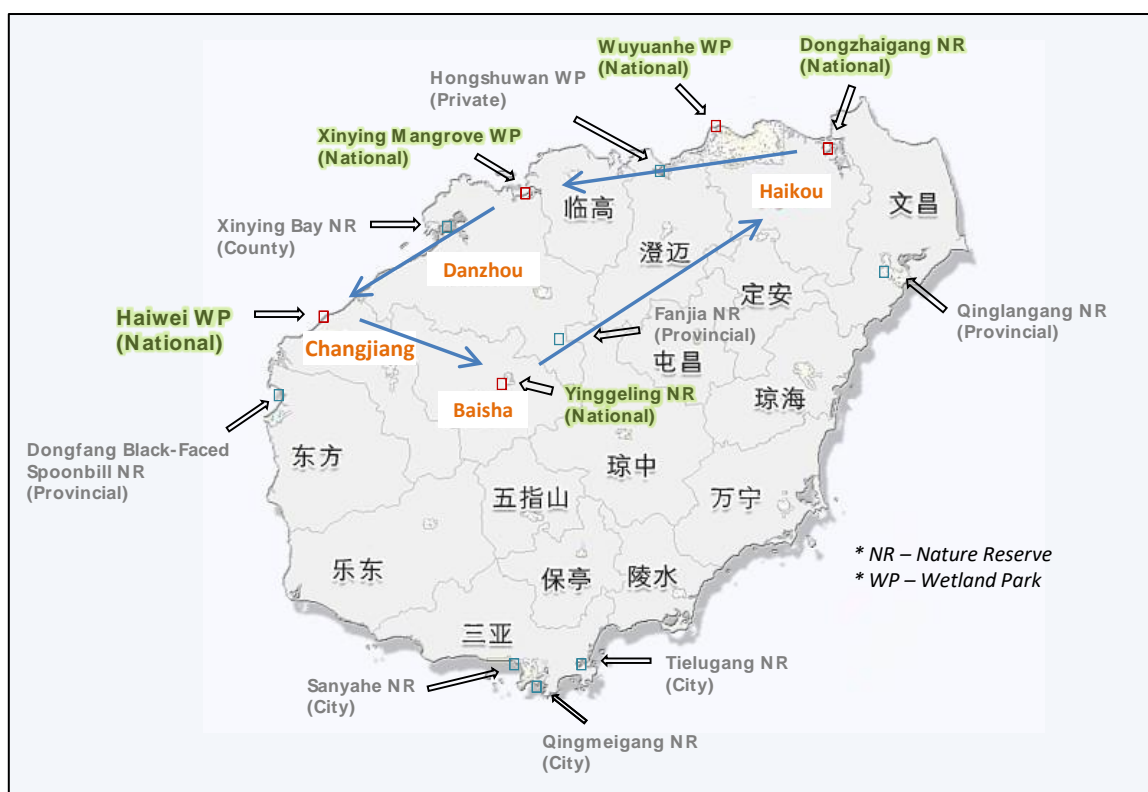 Wuyuanhe WP
(National)
Dongzhaigang NR
(National)
Hongshuwan WP
(Private)
Xinying Mangrove WP
(National)
Haikou
临高
文昌
Xinying Bay NR
(County)
澄迈
Danzhou
定安
Qinglangang NR
(Provincial)
Haiwei WP
(National)
Fanjia NR
(Provincial)
Changjiang
屯昌
Yinggeling NR
(National)
琼海
Baisha
Dongfang Black-Faced
Spoonbill NR
(Provincial)
东方
琼中
五指山
万宁
* NR – Nature Reserve
* WP – Wetland Park
乐东
保亭
陵水
三亚
Tielugang NR
(City)
Sanyahe NR
(City)
Qingmeigang NR
(City)